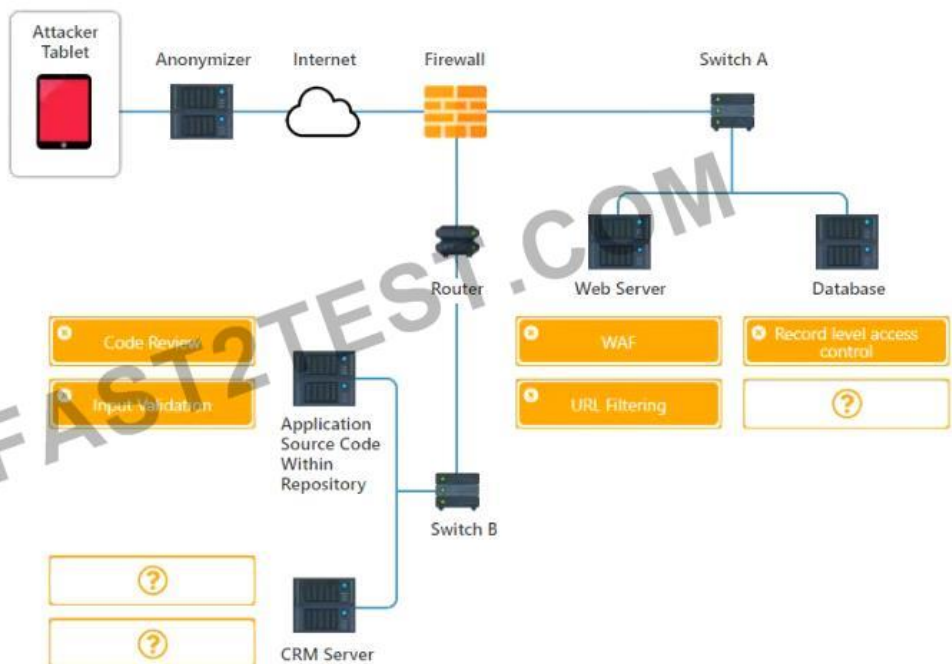 Attacker
Tablet
Anonymizer
Internet
Firewall
Switch A
Router
Web Server
Database
Code Review
WAF
Record level access
control
Input Validation
URL Filtering
?
Application
Source Code
Within
Repository
Switch B
?
?
CRM Server
FAST2TEST.COM